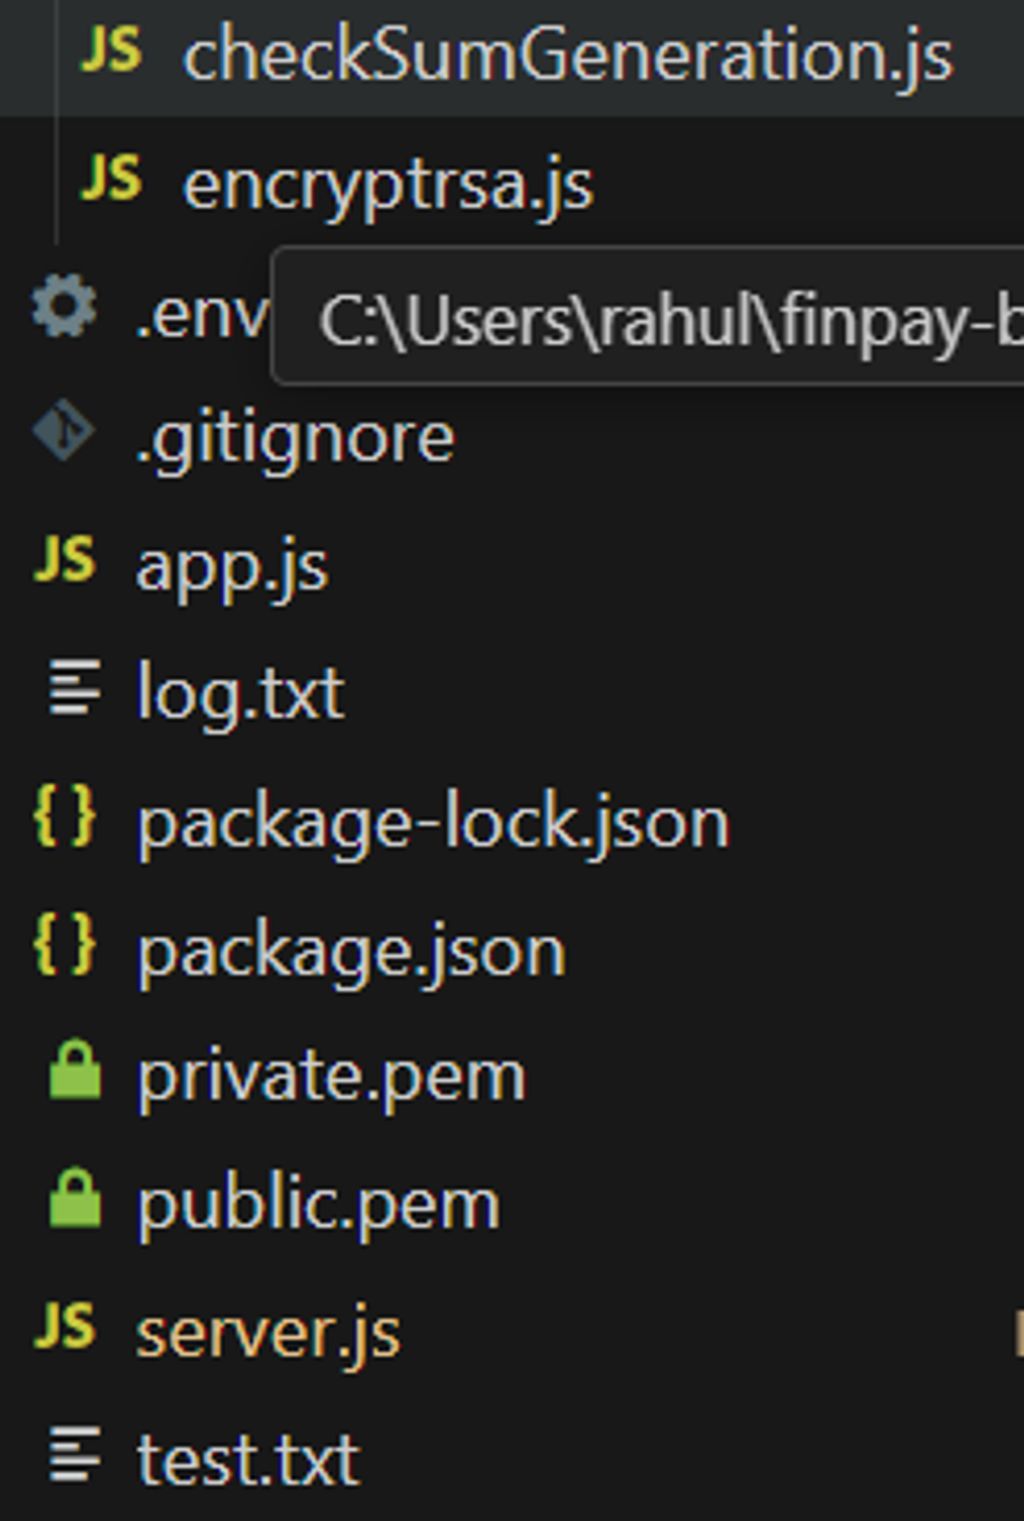 JS checkSumGeneration.js
JS encryptrsa.js
.env
C:\Users\rahul\finpay-b
.gitignore
JS app.js
log.txt
{} package-lock.json
{} package.json
private.pem
public.pem
JS server.js
test.txt